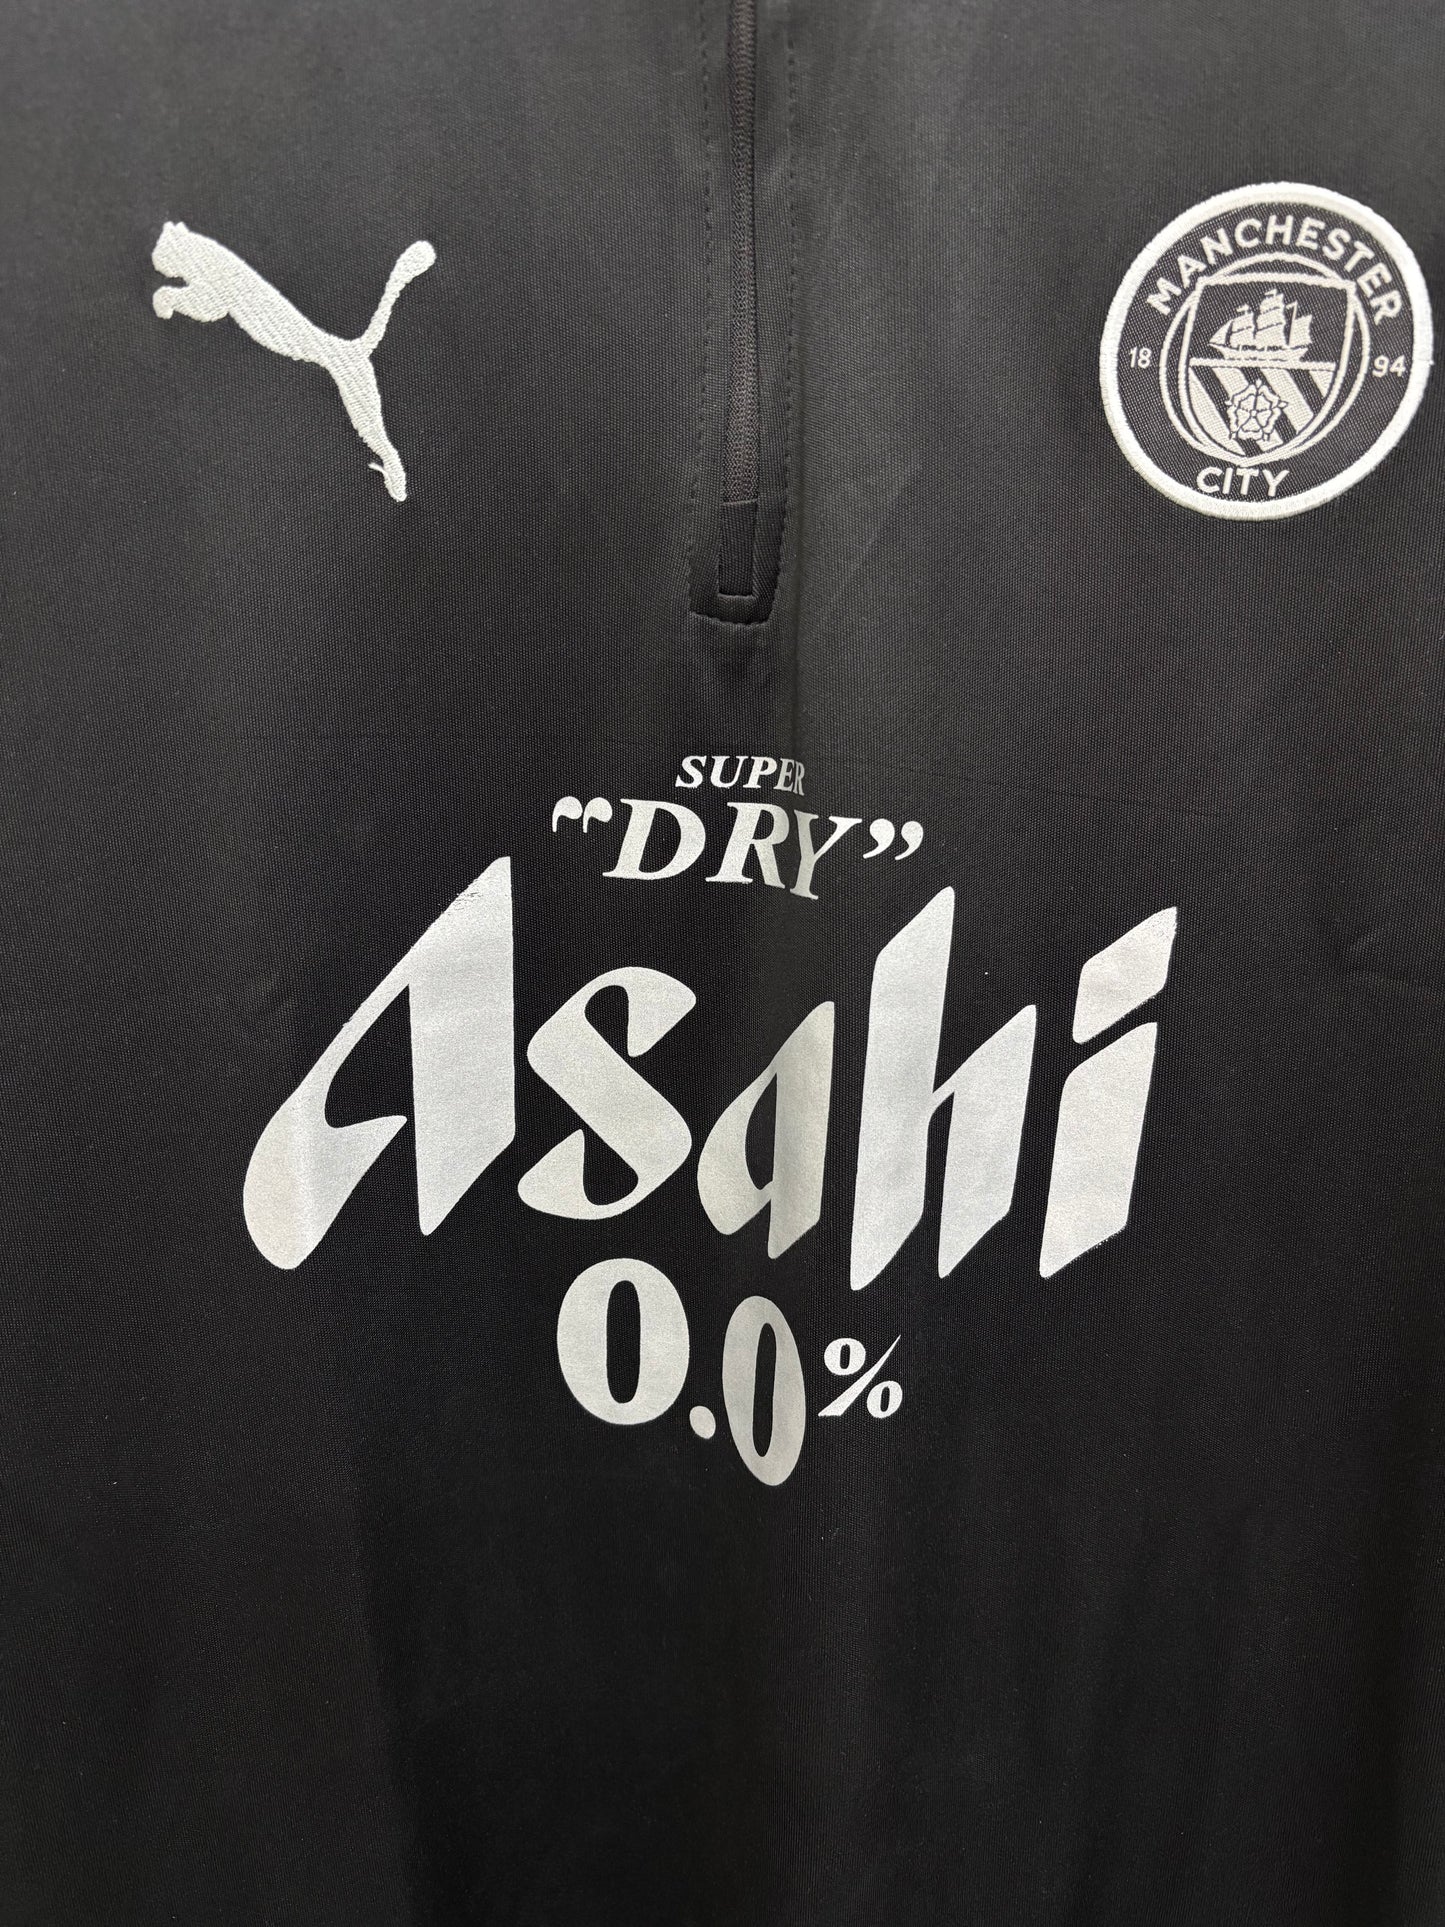 MANCHESTER
18 94
CITY
SUPER
“DRY”
Asahi
0.0%